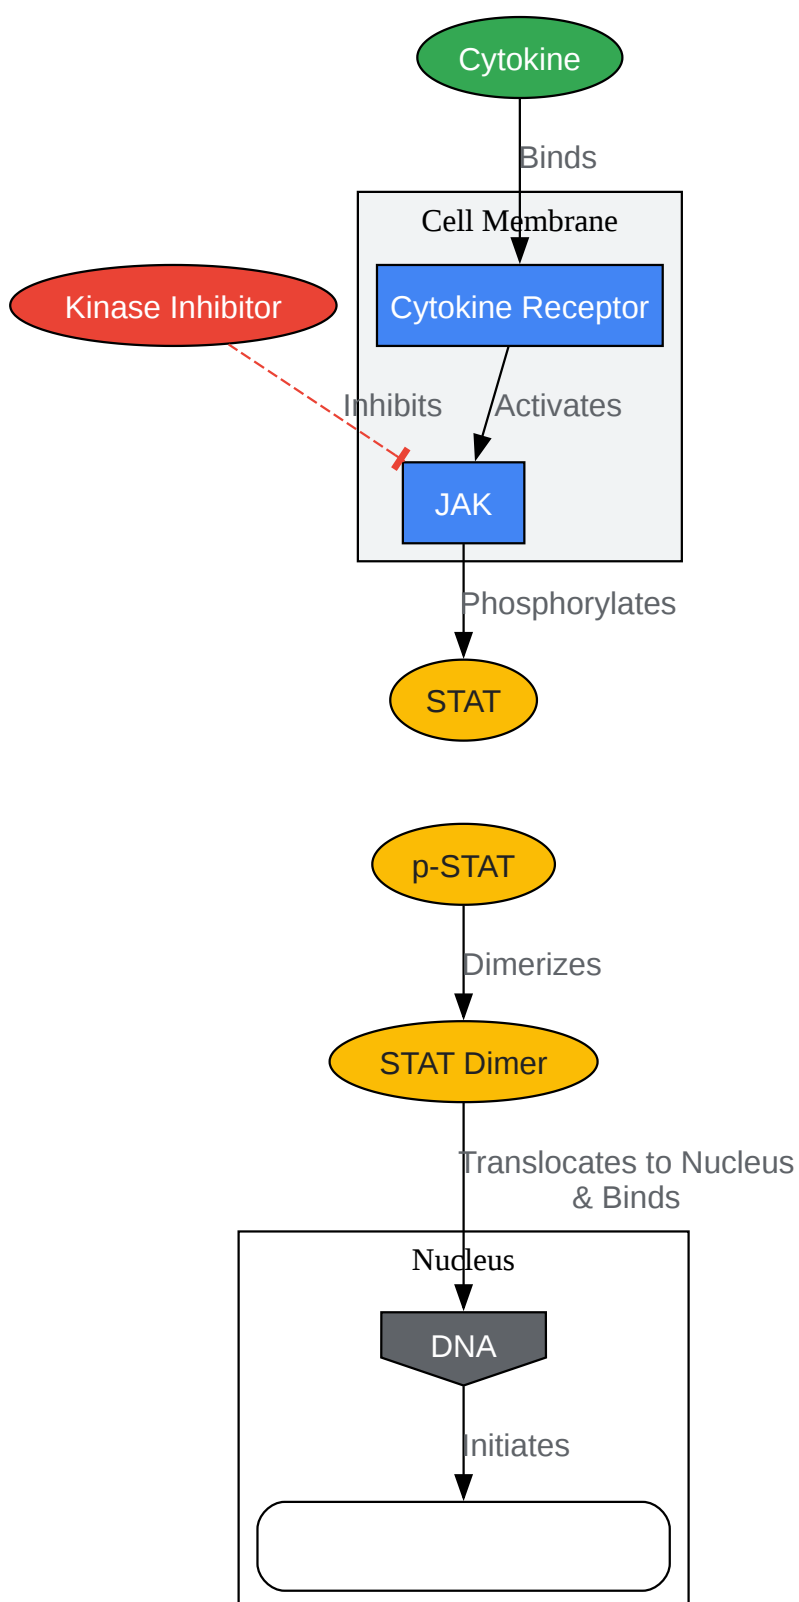 Cytokine
Binds
Cell Membrane
Kinase Inhibitor
Cytokine Receptor
Inhibits
Activates
JAK
Phosphorylates
STAT
p-STAT
Dimerizes
STAT Dimer
Translocates to Nucleus
& Binds
Nucleus
DNA
Initiates